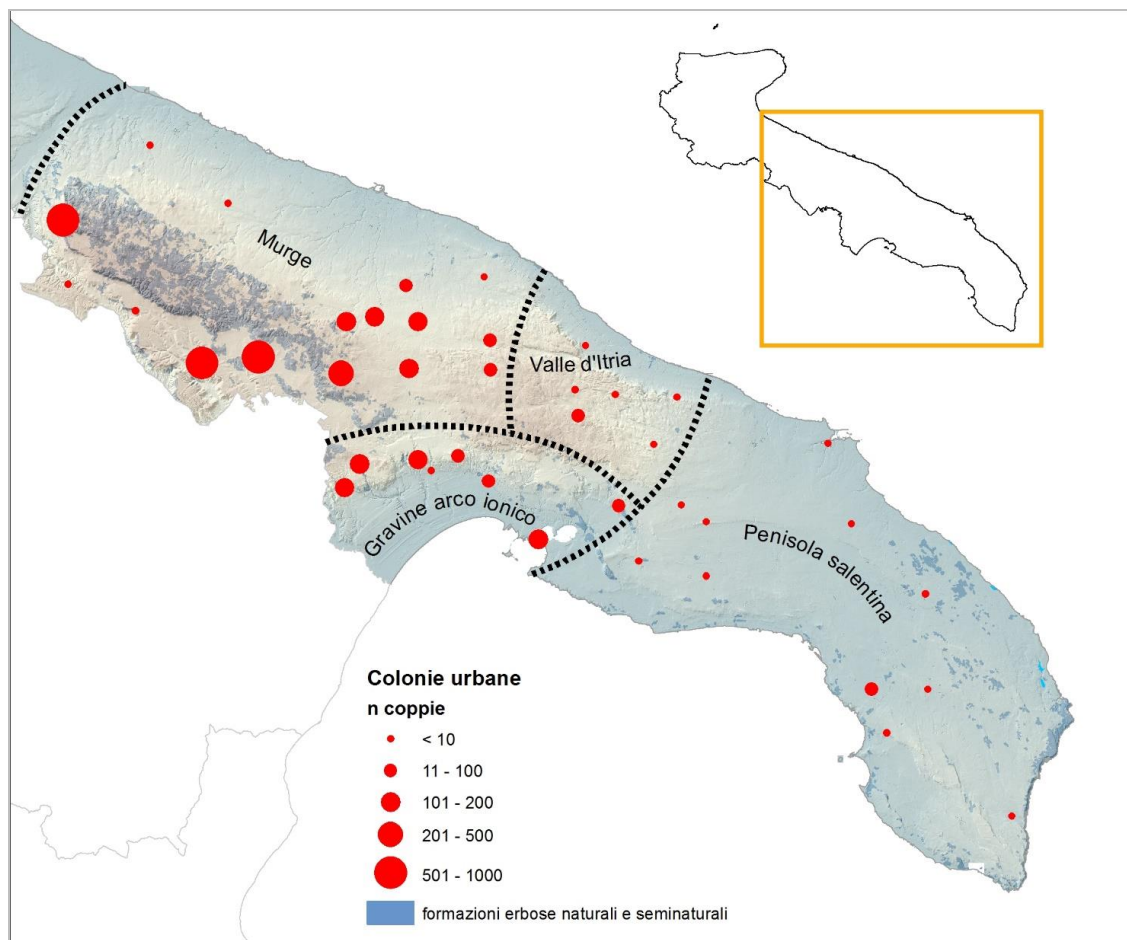 Murge
Valle d'Itria
Gravine arco ionico
Penisola salentina
Colonie urbane
n coppie
< 10
11 - 100
101 - 200
201 - 500
501 - 1000
formazioni erbose naturali e seminaturali